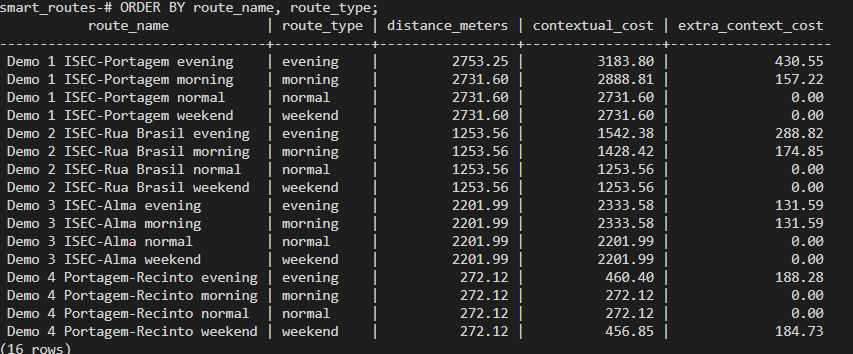 smart_routes-# ORDER BY route_name, route_type;
route_name | route_type | distance_meters | contextual_cost | extra_context_cost
Demo 1 ISEC-Portagem evening | evening | 2753.25 | 3183.80 | 430.55
Demo 1 ISEC-Portagem morning | morning | 2731.60 | 2888.81 | 157.22
Demo 1 ISEC-Portagem normal | normal | 2731.60 | 2731.60 | 0.00
Demo 1 ISEC-Portagem weekend | weekend | 2731.60 | 2731.60 | 0.00
Demo 2 ISEC-Rua Brasil evening | evening | 1253.56 | 1542.38 | 288.82
Demo 2 ISEC-Rua Brasil morning | morning | 1253.56 | 1428.42 | 174.85
Demo 2 ISEC-Rua Brasil normal | normal | 1253.56 | 1253.56 | 0.00
Demo 2 ISEC-Rua Brasil weekend | weekend | 1253.56 | 1253.56 | 0.00
Demo 3 ISEC-Alma evening | evening | 2201.99 | 2333.58 | 131.59
Demo 3 ISEC-Alma morning | morning | 2201.99 | 2333.58 | 131.59
Demo 3 ISEC-Alma normal | normal | 2201.99 | 2201.99 | 0.00
Demo 3 ISEC-Alma weekend | weekend | 2201.99 | 2201.99 | 0.00
Demo 4 Portagem-Recinto evening | evening | 272.12 | 460.40 | 188.28
Demo 4 Portagem-Recinto morning | morning | 272.12 | 272.12 | 0.00
Demo 4 Portagem-Recinto normal | normal | 272.12 | 272.12 | 0.00
Demo 4 Portagem-Recinto weekend | weekend | 272.12 | 456.85 | 184.73
(16 rows)